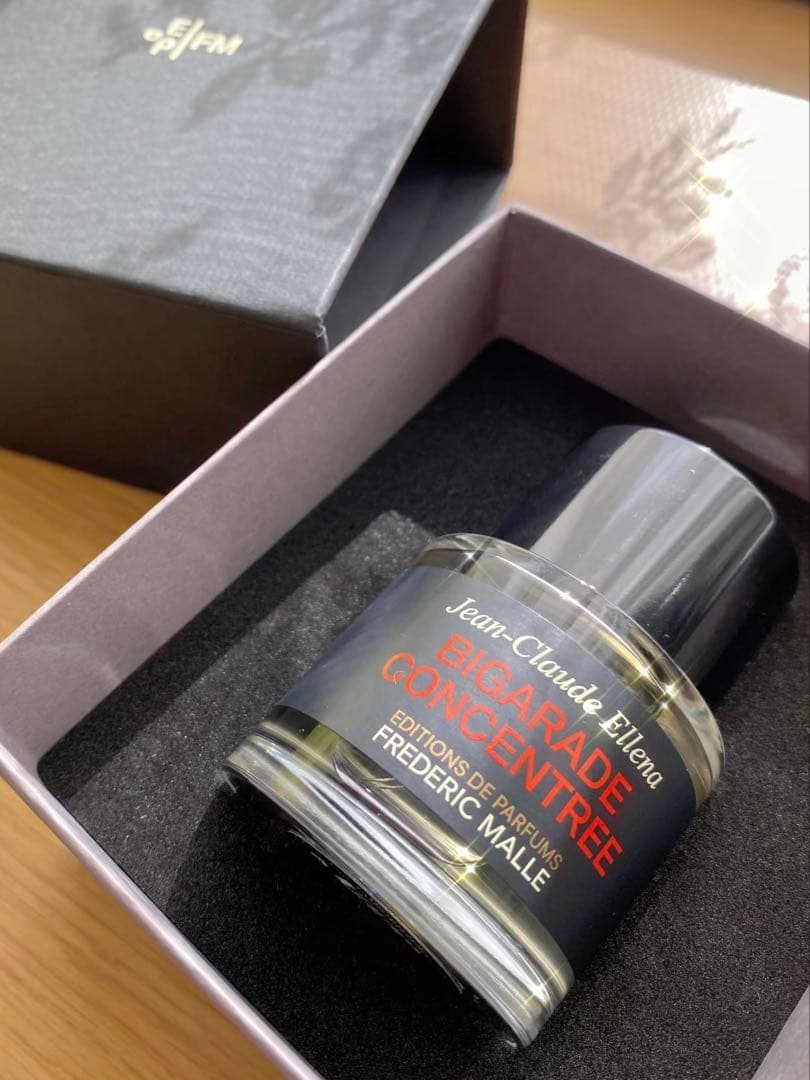 E
P/FM
Jean-Claude Ellena
BIGARADE
CONCENTREE
EDITIONS DE PARFUMS
FREDERIC MALLE